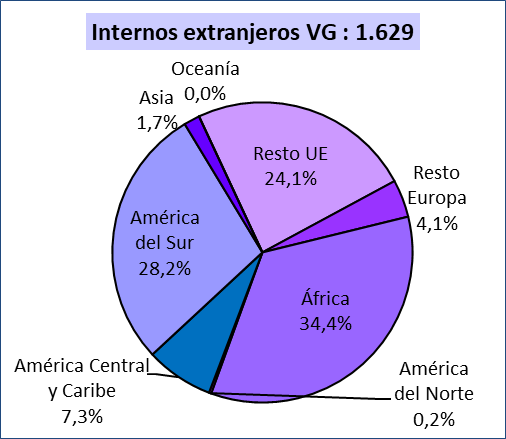 Internos extranjeros VG : 1.629
Oceanía
0,0%
Asia
1,7%
Resto UE
24,1%
Resto
Europa
4,1%
América
del Sur
28,2%
África
34,4%
América Central
y Caribe
7,3%
América
del Norte
0,2%